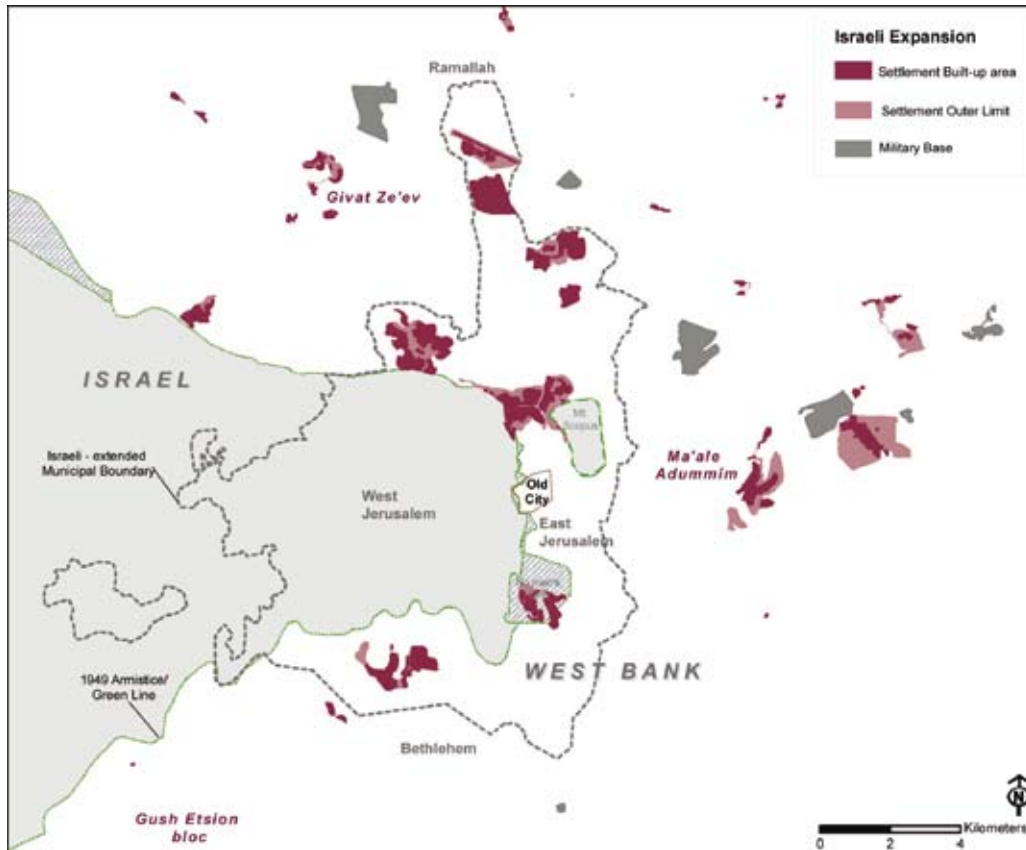 Israeli Expansion
Settlement Built-up area
Settlement Outer Limit
Military Base
Ramallah
Givat Ze'ev
ISRAEL
Israeli - extended
Municipal Boundary
West
Jerusalem
Mt
Scopus
Old
City
East
Jerusalem
Ma'ale
Adummim
WEST BANK
1949 Armistice/
Green Line
Bethlehem
Gush Etsion
bloc
N
Kilometers
0 2 4